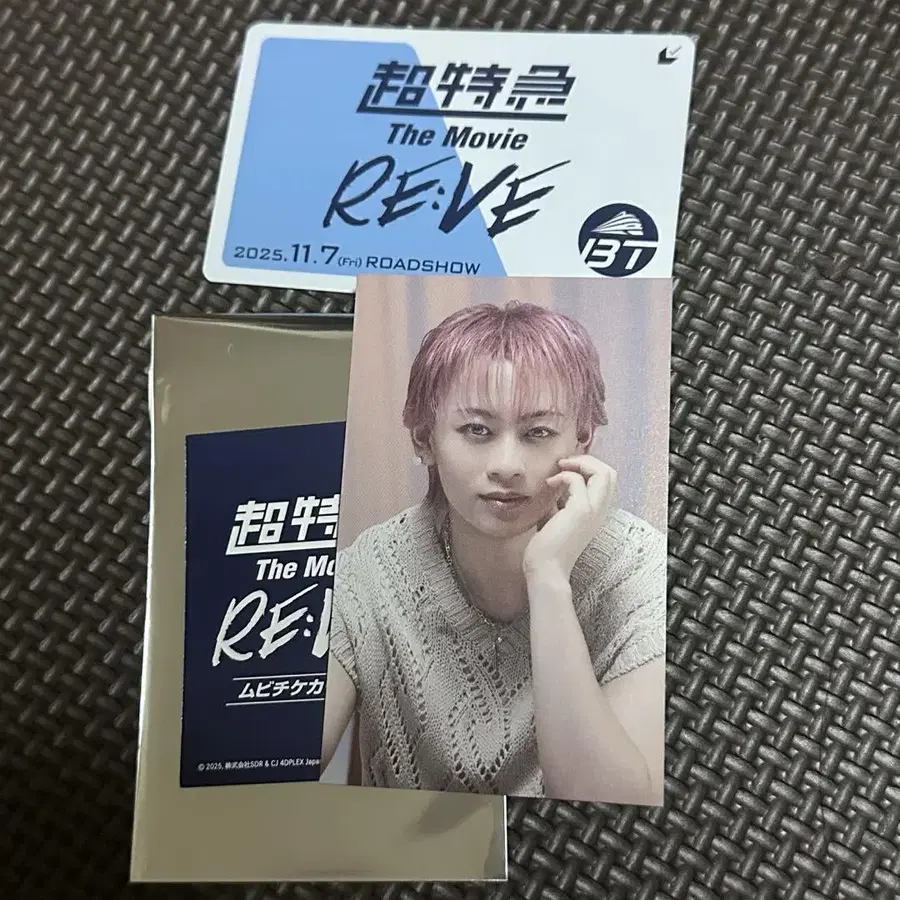 超特急
The Movie
RE:VE
2025.11.7(Fri) ROADSHOW
BT
超特
The Mo
RE:V
ムビチケカ
© 2025, 株式会社SDR & CJ 4DPLEX Japan